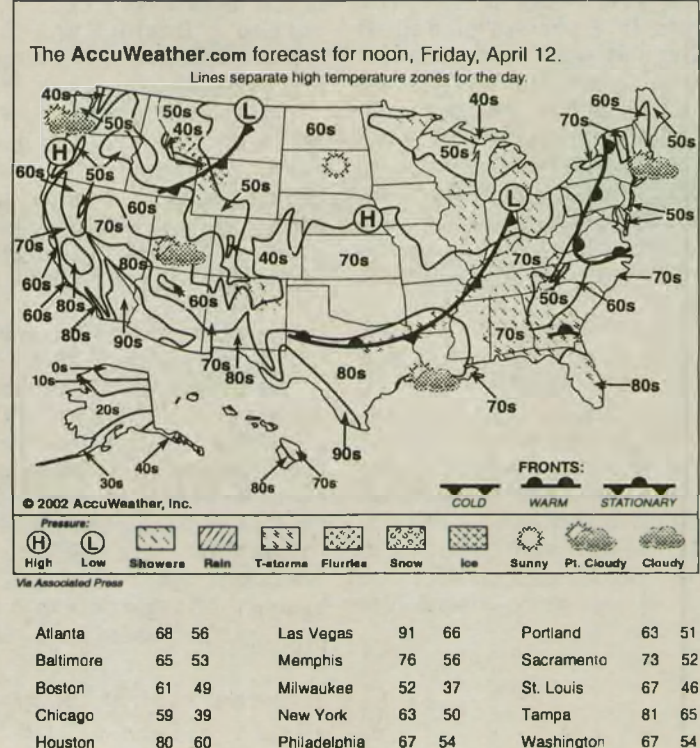 The AccuWeather.com forecast for noon, Friday, April 12.
Lines separate high temperature zones for the day.
40s
50s
50s
40s
L
60s
40s
50s
70s
60s
50s
H
60s
50s
50s
60s
70s
50s
H
L
50s
70s
80s
40s
70s
70s
60s
60s
80s
80s
60s
90s
70s
80s
80s
70s
50s
60s
70s
80s
70s
90s
0s
10s
20s
30s
40s
80s
70s
FRONTS:
COLD WARM STATIONARY
© 2002 AccuWeather, Inc.
Pressure:
H L
High Low Showers Rain T-storms Flurries Snow Ice Sunny Pt. Cloudy Cloudy
Via Associated Press
Atlanta 68 56 Las Vegas 91 66 Portland 63 51
Baltimore 65 53 Memphis 76 56 Sacramento 73 52
Boston 61 49 Milwaukee 52 37 St. Louis 67 46
Chicago 59 39 New York 63 50 Tampa 81 65
Houston 80 60 Philadelphia 67 54 Washington 67 54